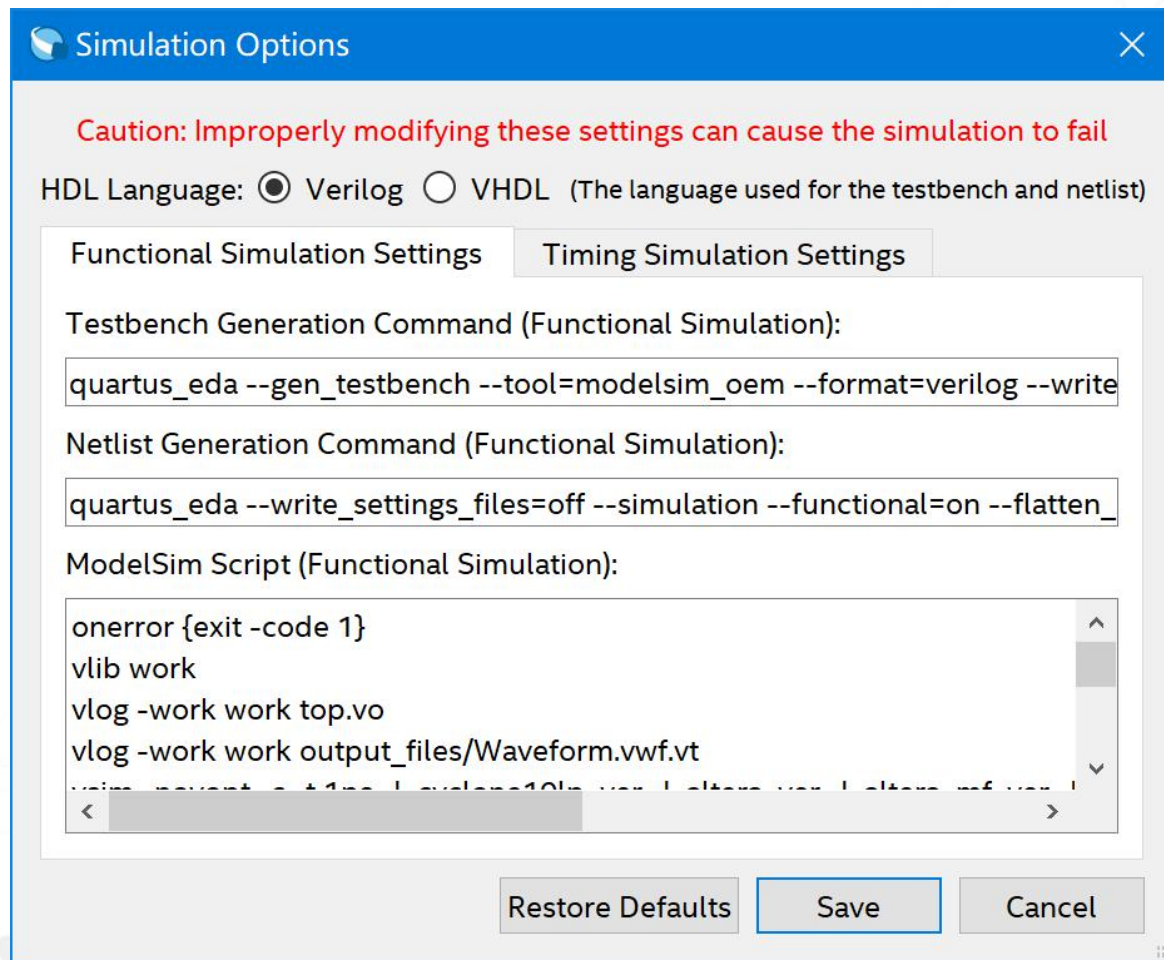 Simulation Options
Caution: Improperly modifying these settings can cause the simulation to fail
HDL Language: Verilog VHDL (The language used for the testbench and netlist)
Functional Simulation Settings Timing Simulation Settings
Testbench Generation Command (Functional Simulation):
quartus_eda --gen_testbench --tool=modelsim_oem --format=verilog --write
Netlist Generation Command (Functional Simulation):
quartus_eda --write_settings_files=off --simulation --functional=on --flatten_
ModelSim Script (Functional Simulation):
onerror {exit -code 1}
vlib work
vlog -work work top.vo
vlog -work work output_files/Waveform.vwf.vt
Restore Defaults Save Cancel